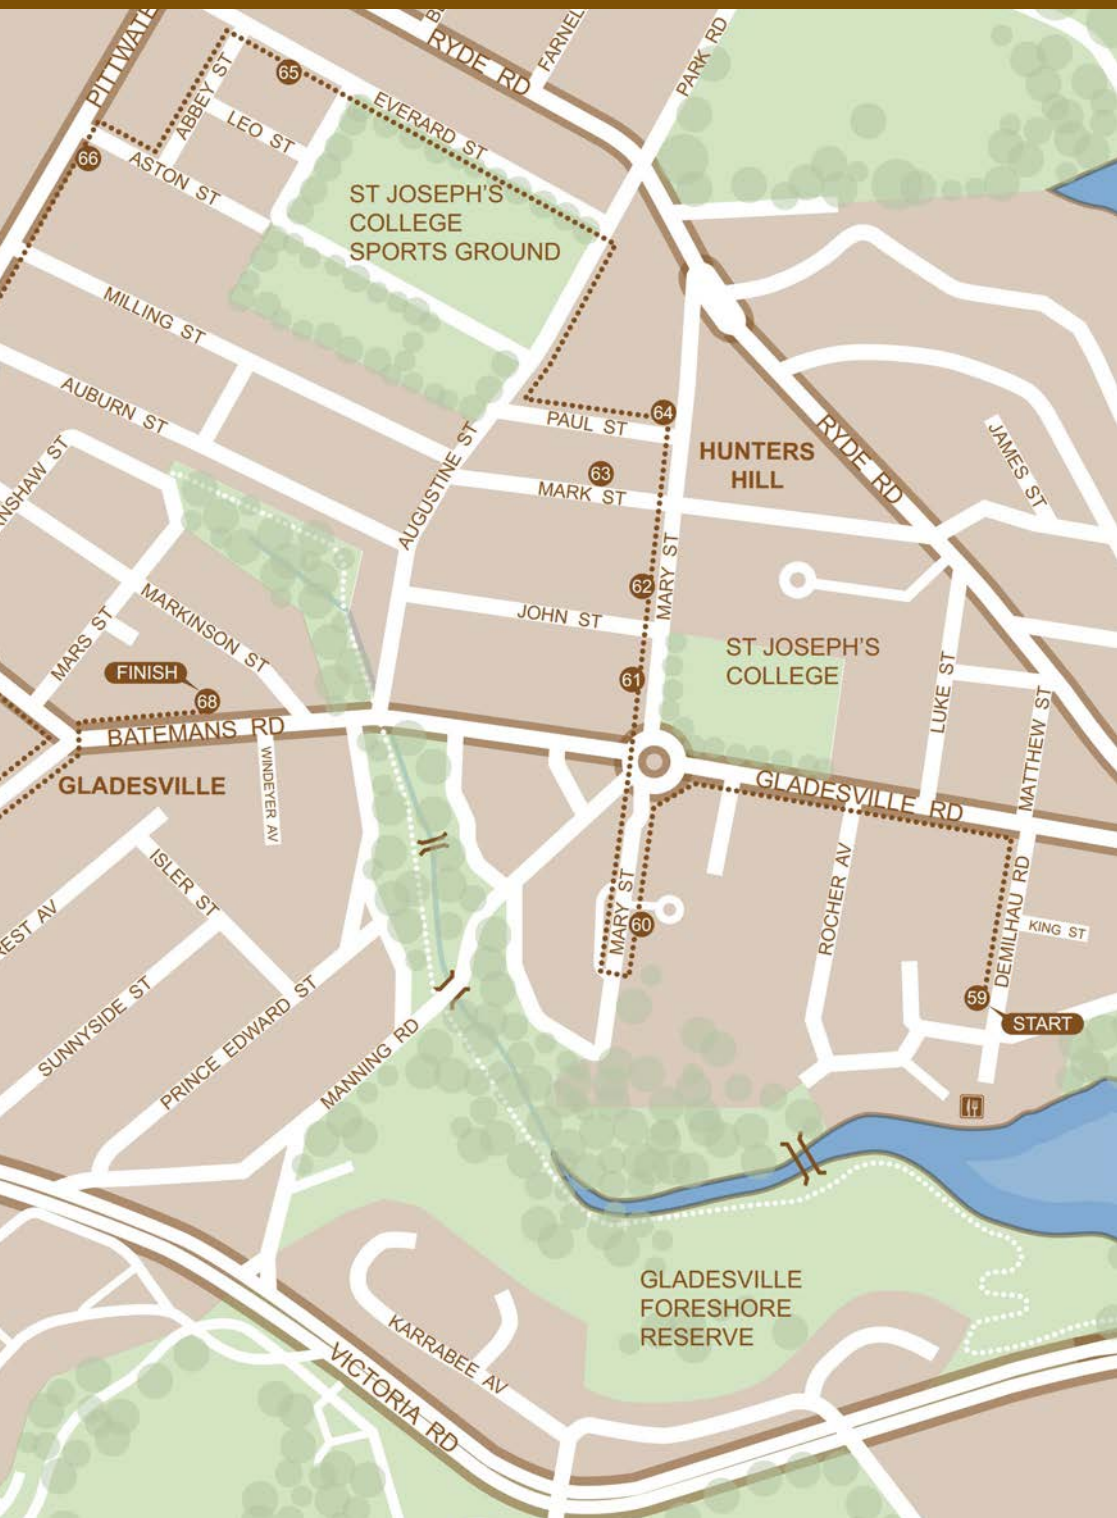 RYDE RD
PARK RD
ABBEY ST
65
EVERARD ST
LEO ST
66
ASTON ST
ST JOSEPH'S
COLLEGE
SPORTS GROUND
MILLING ST
AUBURN ST
AUGUSTINE ST
PAUL ST
64
HUNTERS
HILL
RYDE RD
JAMES ST
63
MARK ST
MARY ST
62
JOHN ST
MARKINSON ST
MARS ST
ST JOSEPH'S
COLLEGE
LUKE ST
MATTHEW ST
FINISH
68
61
BATEMANS RD
WINDEYER AV
GLADESVILLE
GLADESVILLE RD
ISLER ST
MARY ST
60
ROCHER AV
DEMILHAU RD
KING ST
59
START
SUNNYSIDE ST
PRINCE EDWARD ST
MANNING RD
GLADESVILLE
FORESHORE
RESERVE
KARRABEE AV
VICTORIA RD